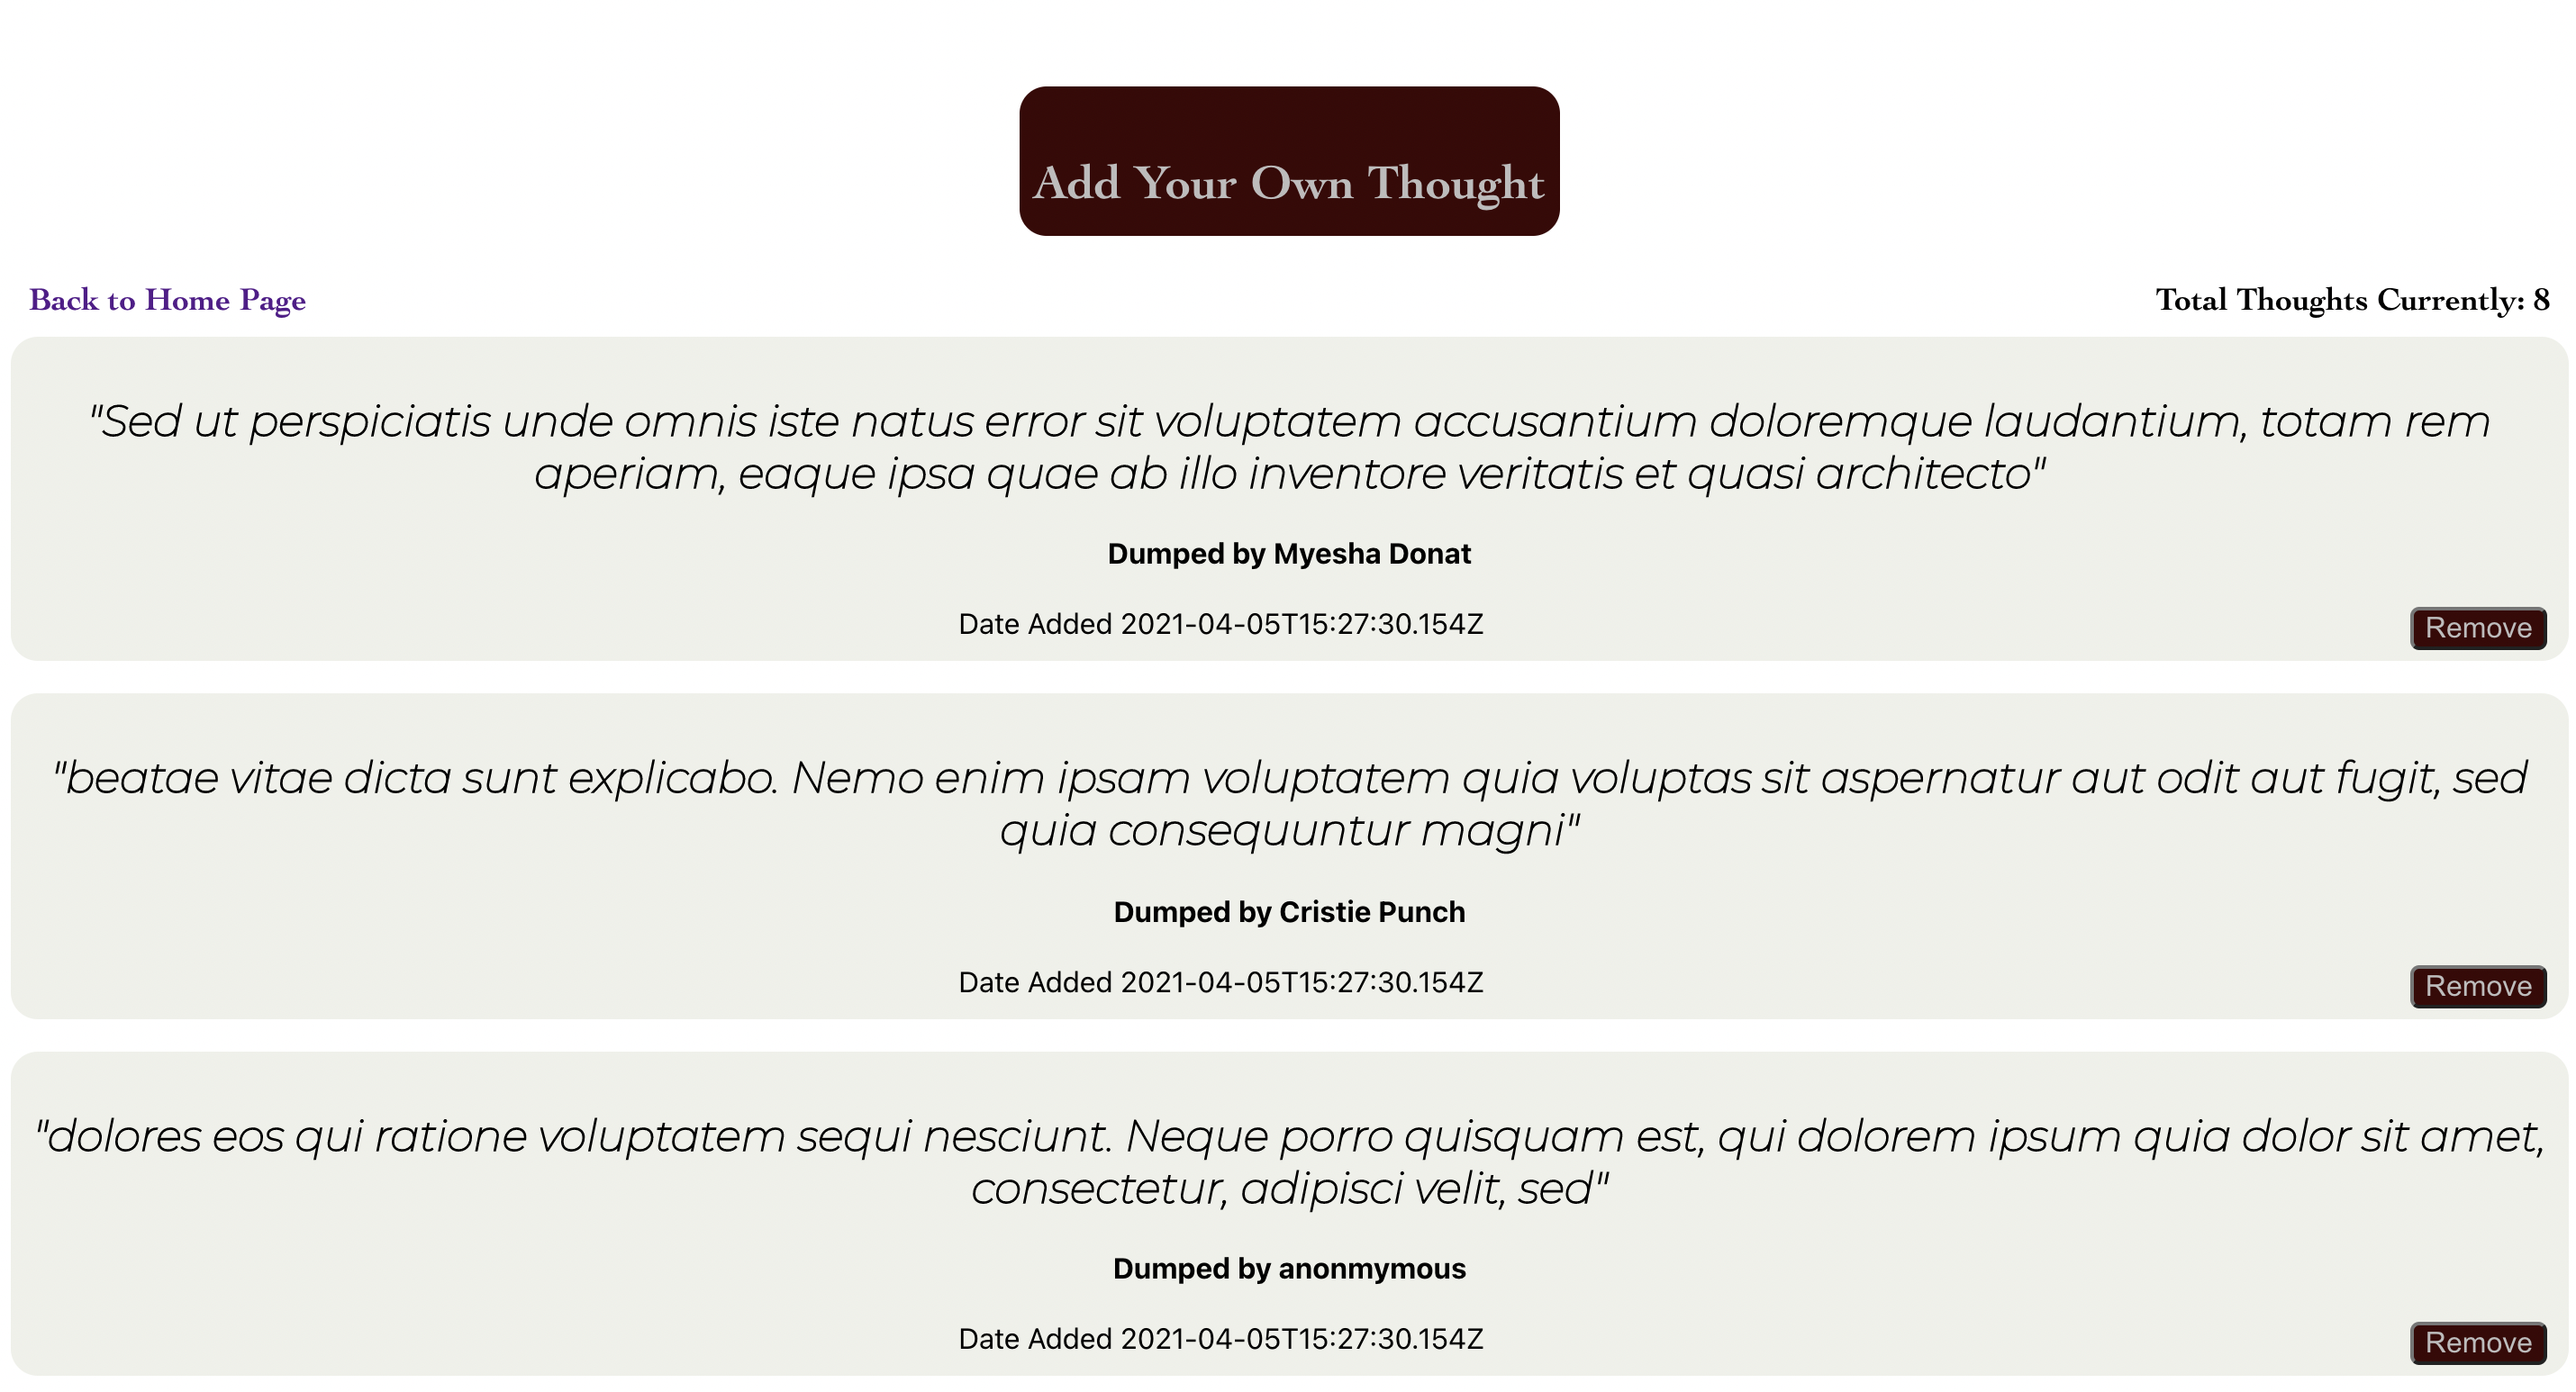 Add Your Own Thought
Back to Home Page
Total Thoughts Currently: 8
"Sed ut perspiciatis unde omnis iste natus error sit voluptatem accusantium doloremque laudantium, totam rem
aperiam, eaque ipsa quae ab illo inventore veritatis et quasi architecto"
Dumped by Myesha Donat
Date Added 2021-04-05T15:27:30.154Z
Remove
"beatae vitae dicta sunt explicabo. Nemo enim ipsam voluptatem quia voluptas sit aspernatur aut odit aut fugit, sed
quia consequuntur magni"
Dumped by Cristie Punch
Date Added 2021-04-05T15:27:30.154Z
Remove
"dolores eos qui ratione voluptatem sequi nesciunt. Neque porro quisquam est, qui dolorem ipsum quia dolor sit amet,
consectetur, adipisci velit, sed"
Dumped by anonmymous
Date Added 2021-04-05T15:27:30.154Z
Remove